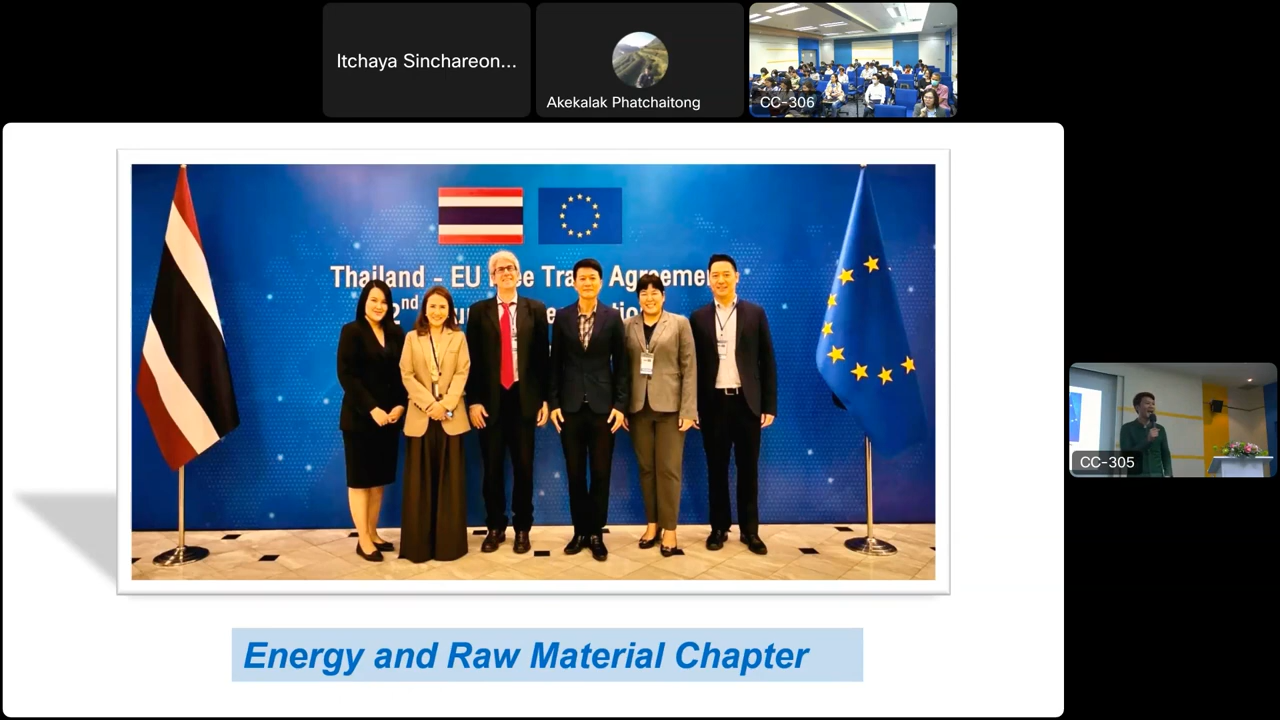 Itchaya Sinchareon...
Akekalak Phatchaitong
CC-306
Thailand - EU Trade Agreement
2nd
Energy and Raw Material Chapter
CC-305